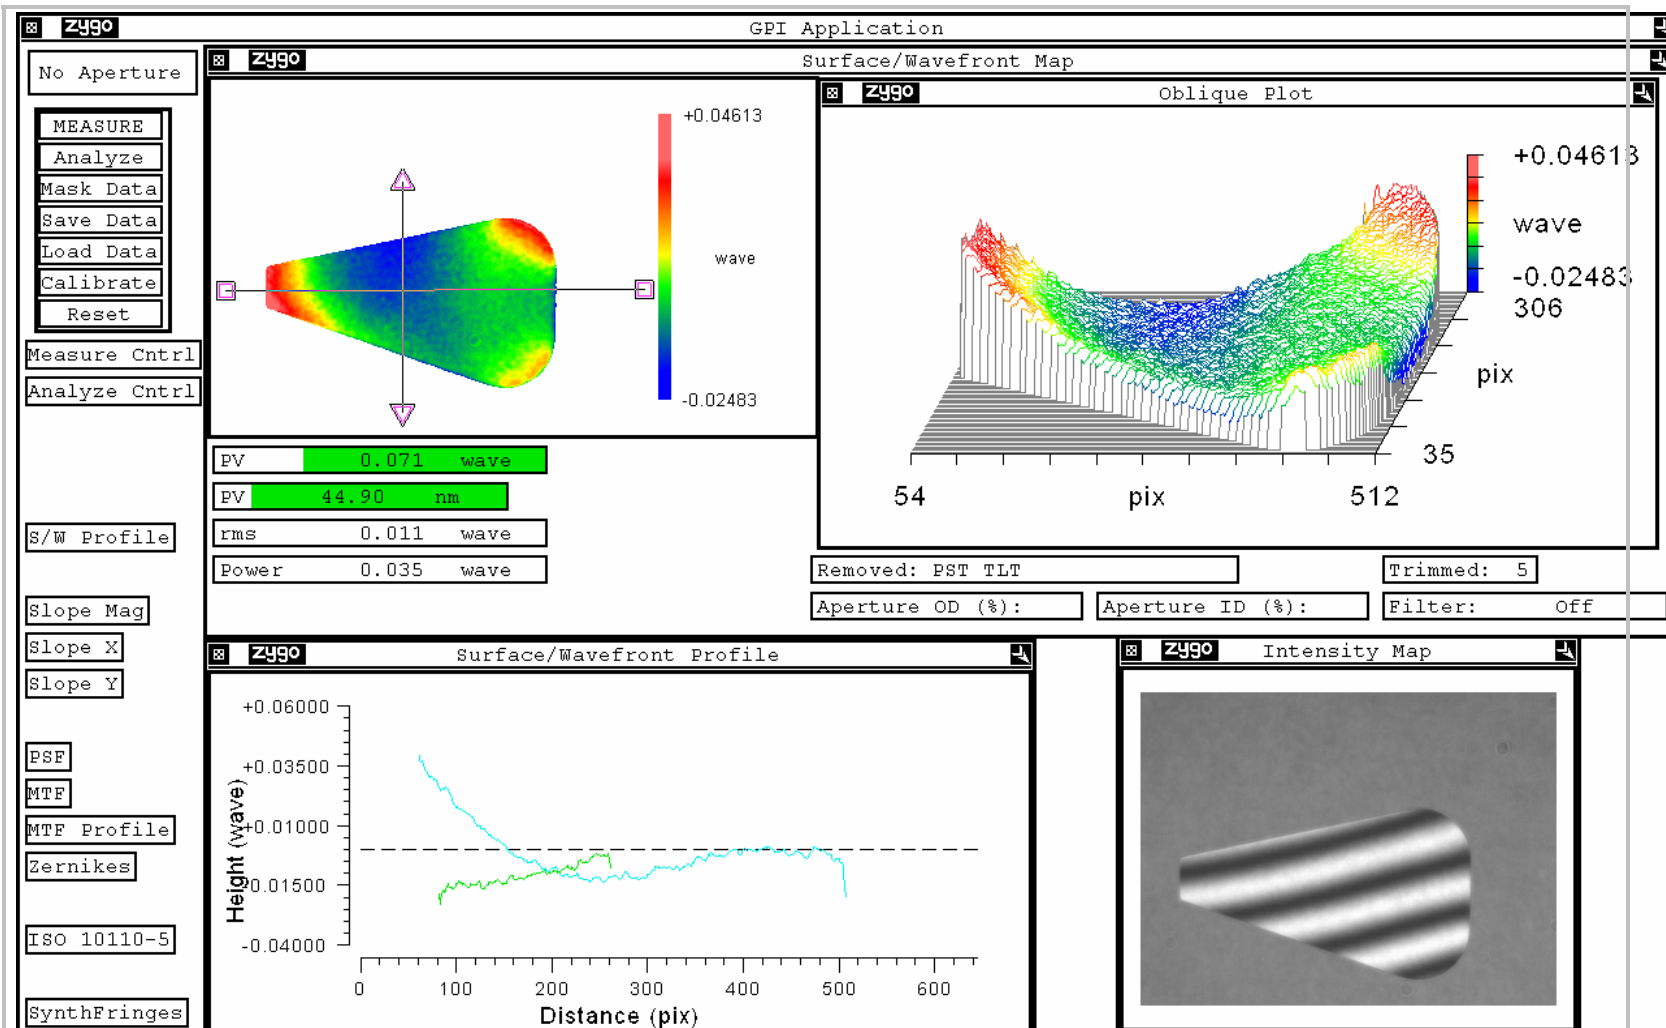 zygo GPI Application
No Aperture
MEASURE
Analyze
Mask Data
Save Data
Load Data
Calibrate
Reset
Measure Cntrl
Analyze Cntrl
S/W Profile
Slope Mag
Slope X
Slope Y
PSF
MTF
MTF Profile
Zernikes
ISO 10110-5
SynthFringes
zygo Surface/Wavefront Map
+0.04613
wave
-0.02483
zygo Oblique Plot
+0.04613
wave
-0.02483
306
pix
35
54 pix 512
PV 0.071 wave
PV 44.90 nm
rms 0.011 wave
Power 0.035 wave
Removed: PST TLT
Trimmed: 5
Aperture OD (%):
Aperture ID (%):
Filter: Off
zygo Surface/Wavefront Profile
+0.06000
+0.03500
+0.01000
-0.04000
Height (wave)
0 100 200 300 400 500 600
Distance (pix)
zygo Intensity Map